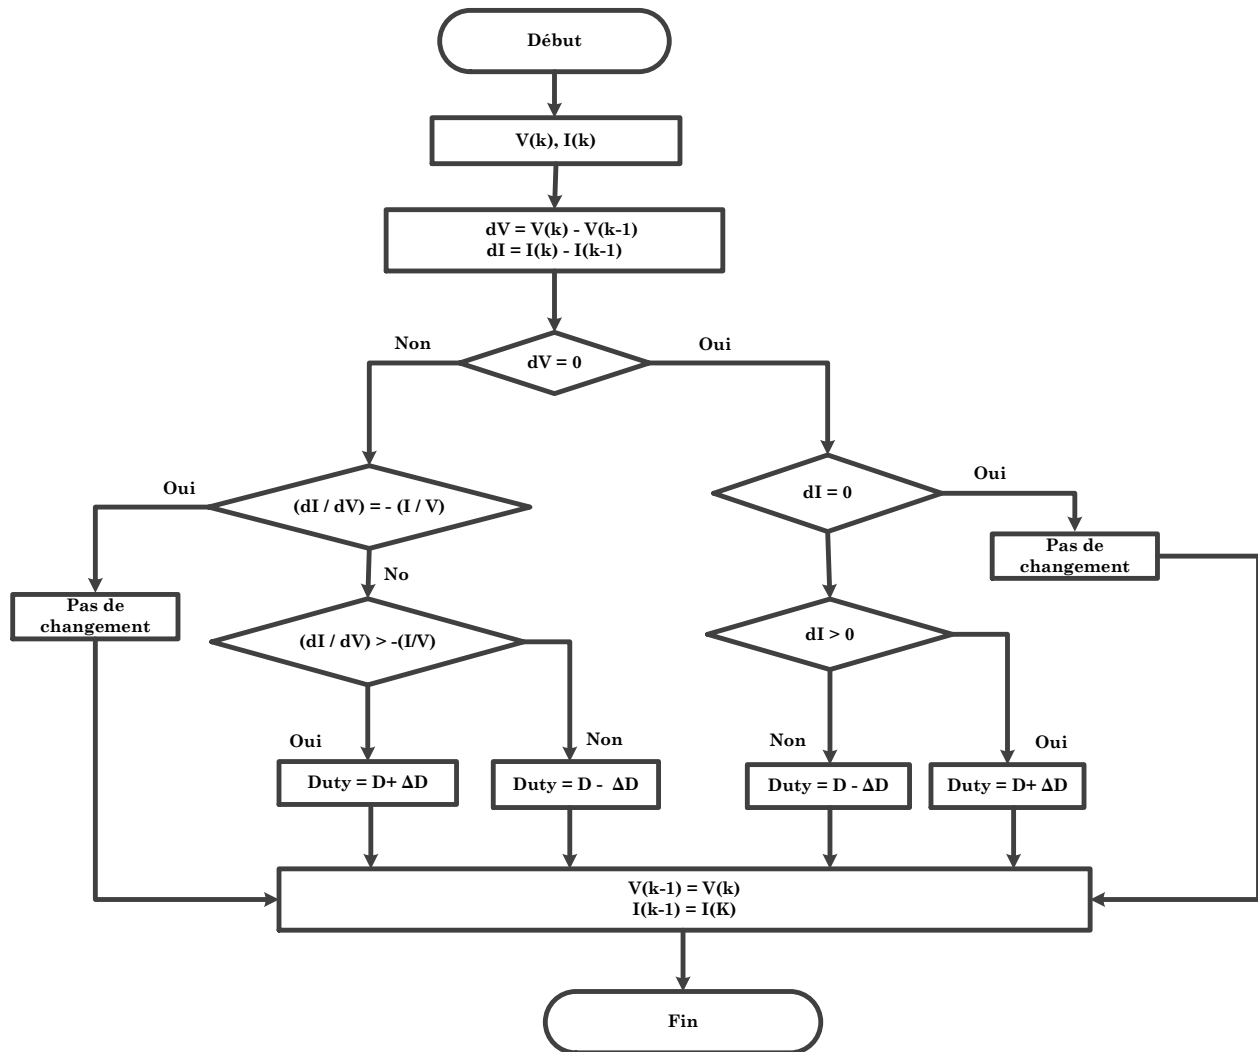 Début
V(k), I(k)
dV = V(k) - V(k-1)
dI = I(k) - I(k-1)
Non
Oui
dV = 0
Oui
(dI / dV) = - (I / V)
dI = 0
Oui
No
Pas de
changement
Pas de
changement
(dI / dV) > -(I/V)
dI > 0
Oui
Non
Non
Oui
Duty = D+ ΔD
Duty = D - ΔD
Duty = D - ΔD
Duty = D+ ΔD
V(k-1) = V(k)
I(k-1) = I(K)
Fin